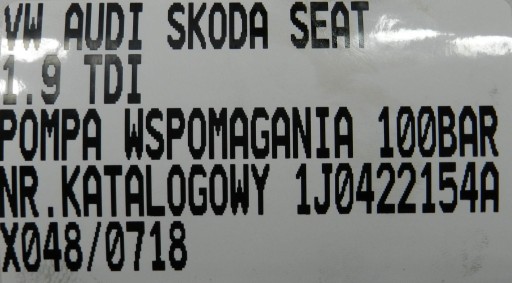 VW AUDI SKODA SEAT
1.9 TDI
POMPA WSPOMAGANIA 100BAR
NR.KATALOGOWY 1J0422154A
X048/0718